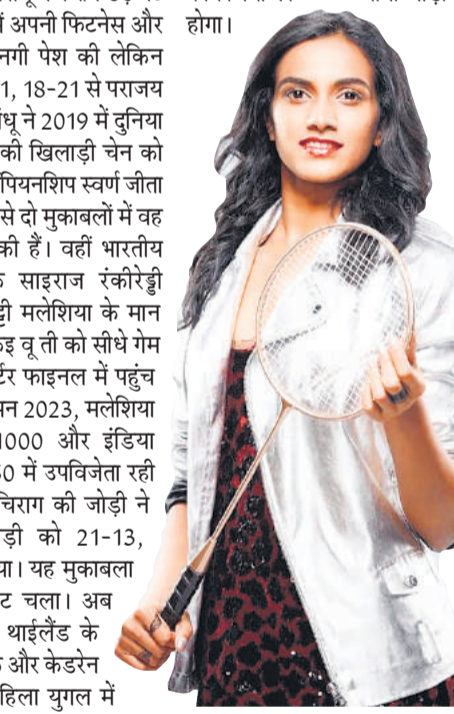 में अपनी फिटनेस और
नगी पेश की लेकिन
1, 18-21 से पराजय
धू ने 2019 में दुनिया
की खिलाड़ी चेन को
पियनशिप स्वर्ण जीता
से दो मुकाबलों में वह
की हैं। वहीं भारतीय
साइराज रंकीरेड्डी
ट्टी मलेशिया के मान
इ वू ती को सीधे गेम
र्टर फाइनल में पहुंच
पन 2023, मलेशिया
1000 और इंडिया
50 में उपविजेता रही
चिराग की जोड़ी ने
ड़ी को 21-13,
या। यह मुकाबला
ट चला। अब
थाईलैंड के
और केडरेन
हिला युगल में
होगा।